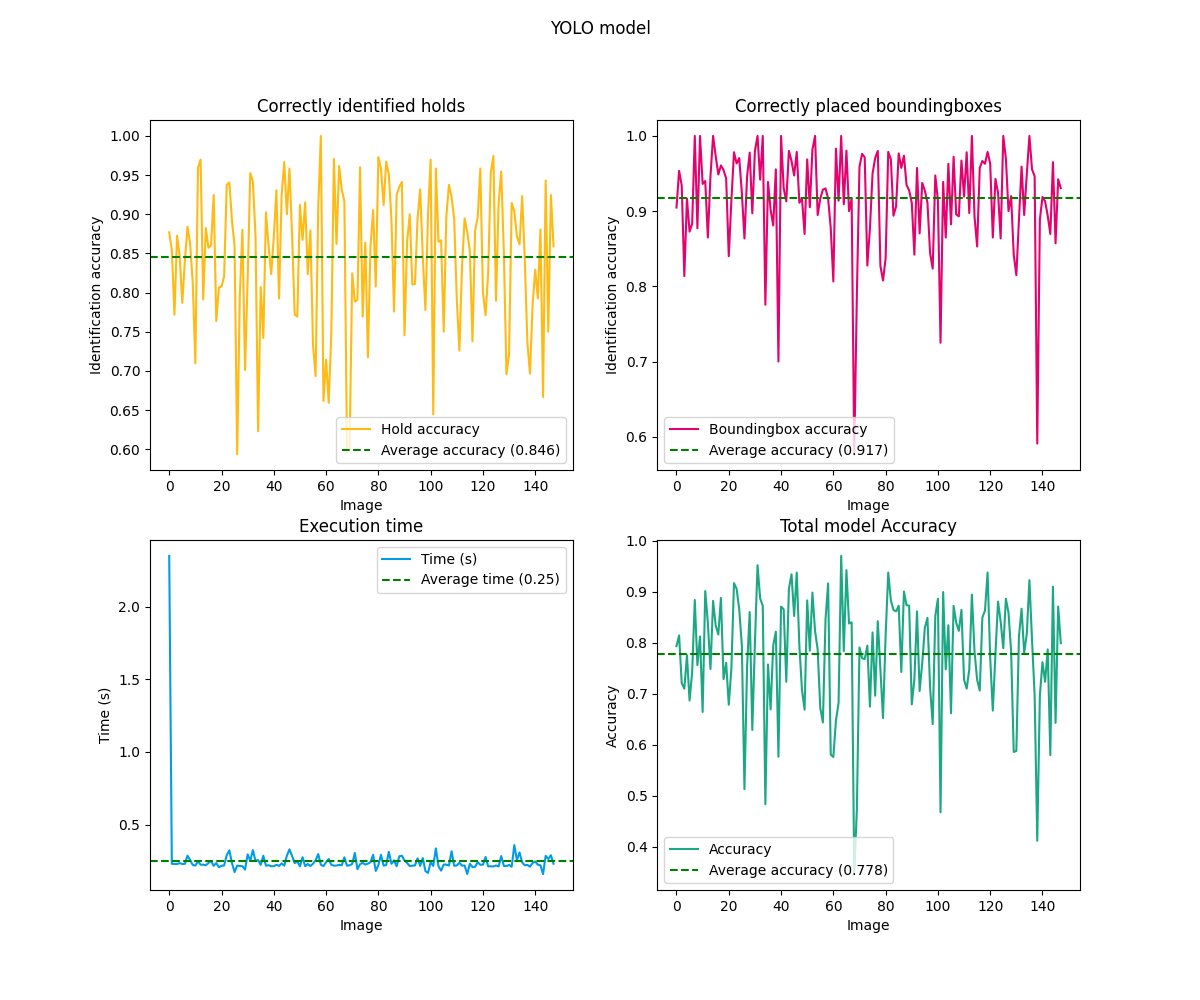 YOLO model
Correctly identified holds
Identification accuracy
1.00
0.95
0.90
0.85
0.80
0.75
0.70
0.65
0.60
Hold accuracy
Average accuracy (0.846)
0 20 40 60 80 100 120 140
Image
Correctly placed boundingboxes
Identification accuracy
1.0
0.9
0.8
0.7
0.6
Boundingbox accuracy
Average accuracy (0.917)
0 20 40 60 80 100 120 140
Image
Execution time
Time (s)
2.0
1.5
1.0
0.5
Time (s)
Average time (0.25)
0 20 40 60 80 100 120 140
Image
Total model Accuracy
Accuracy
1.0
0.9
0.8
0.7
0.6
0.5
0.4
Accuracy
Average accuracy (0.778)
0 20 40 60 80 100 120 140
Image